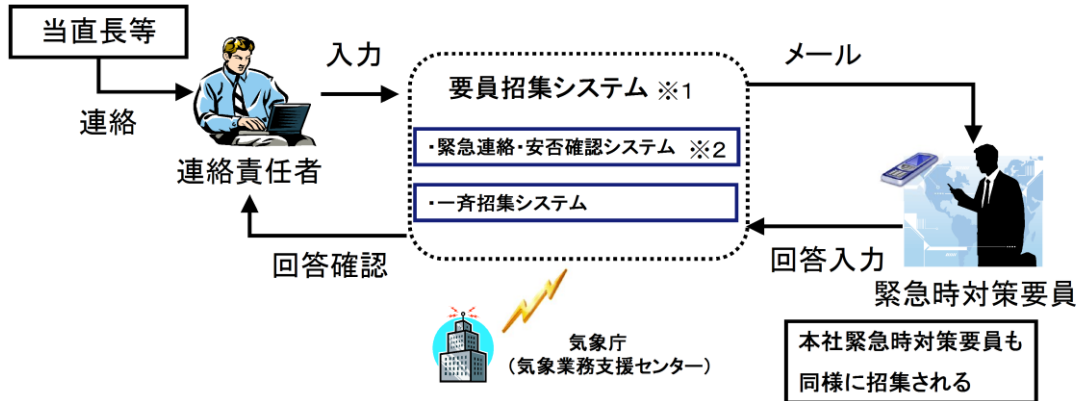 当直長等
連絡
連絡責任者
入力
要員招集システム ※1
・緊急連絡・安否確認システム ※2
・一斉招集システム
メール
回答確認
回答入力
緊急時対策要員
気象庁
（気象業務支援センター）
本社緊急時対策要員も
同様に招集される